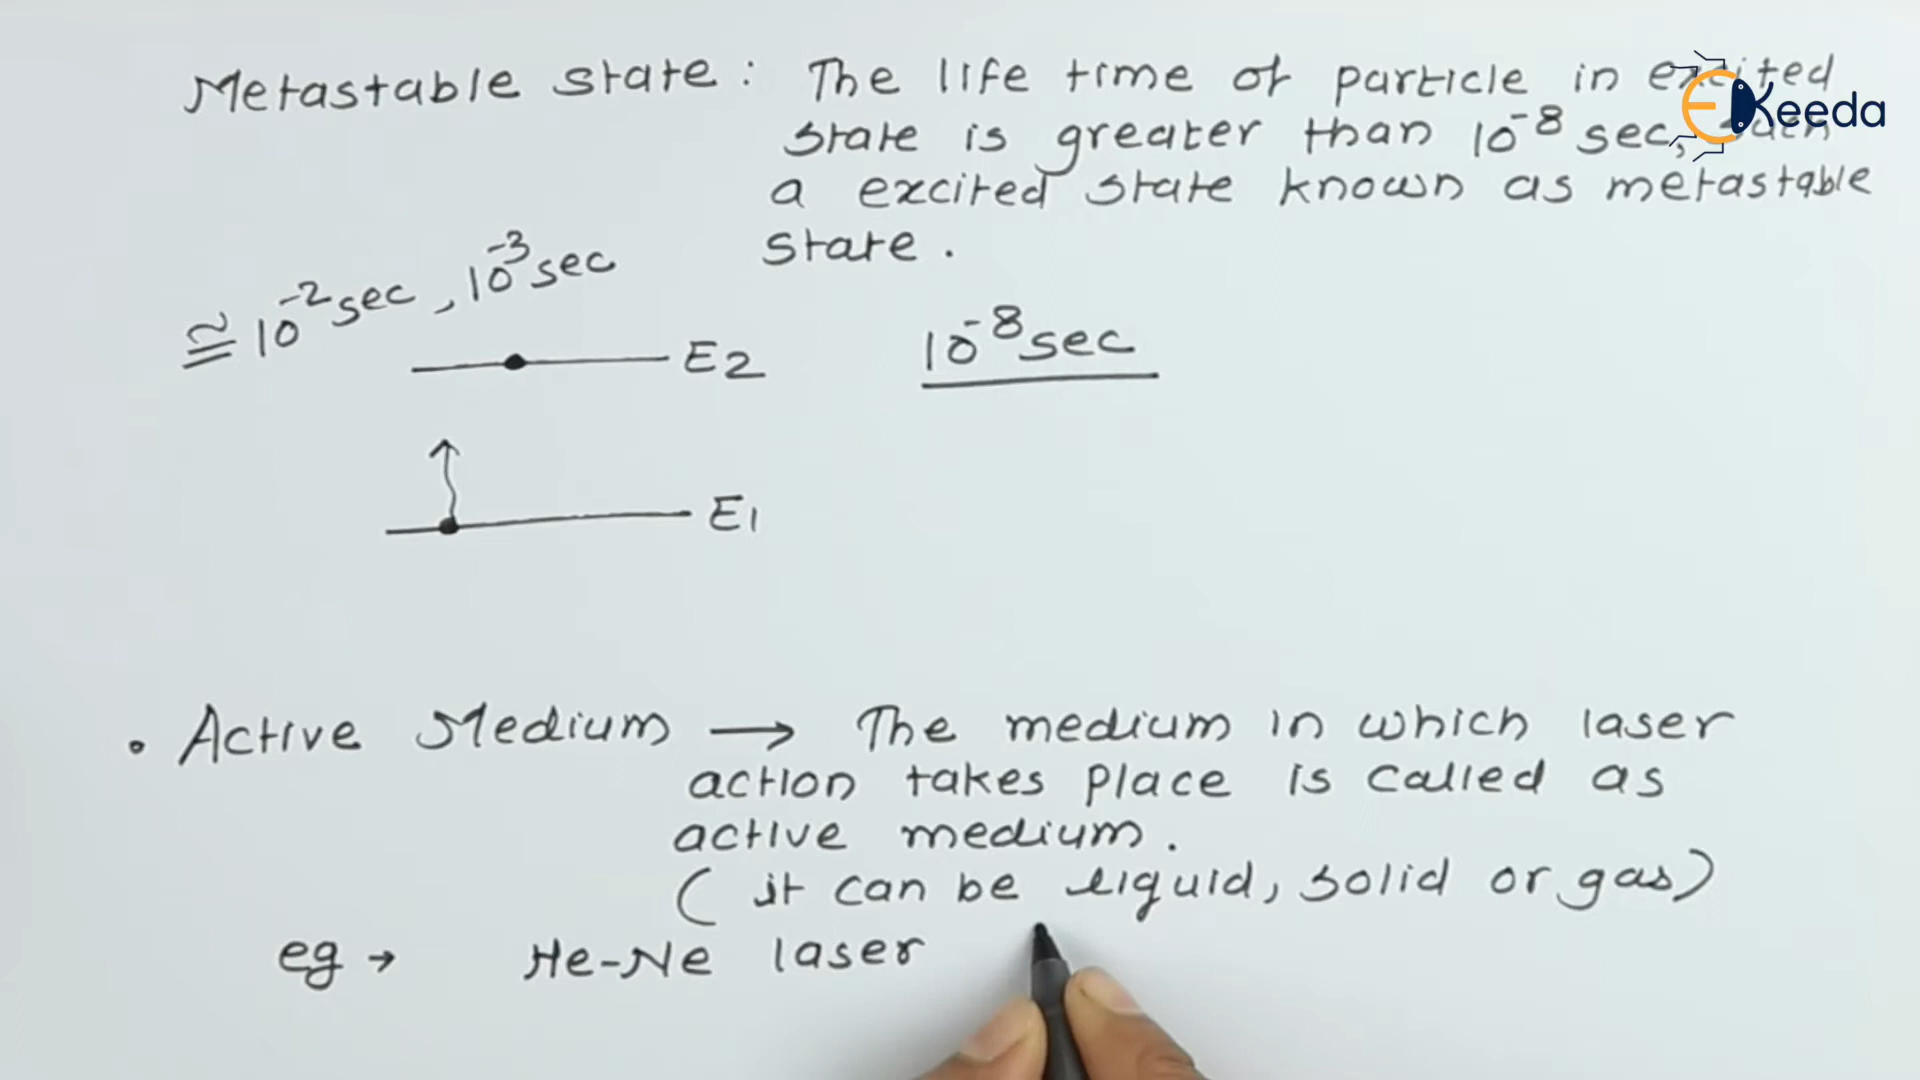 Metastable state : The life time of particle in excited
state is greater than 10⁻⁸ sec, such
a excited state known as metastable
state .
≅ 10⁻² sec , 10⁻³ sec
E2
10⁻⁸ sec
E1
. Active Medium → The medium in which laser
action takes place is called as
active medium .
( it can be liquid, solid or gas)
eg → He-Ne laser
EKeeda